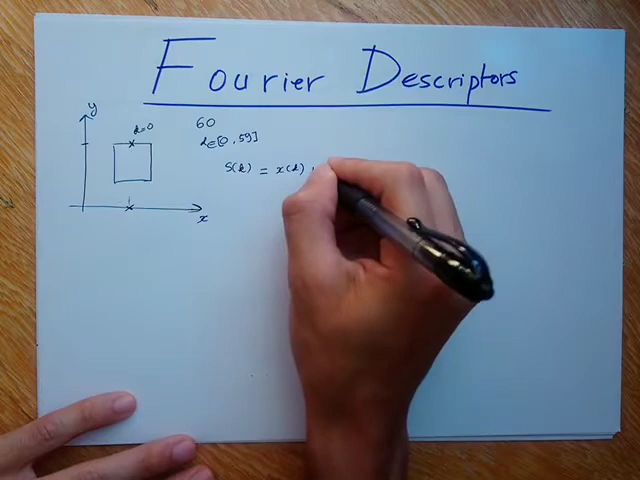 Fourier Descriptors
y
k=0
60
k∈[0,59]
S(k) = x(k)
x